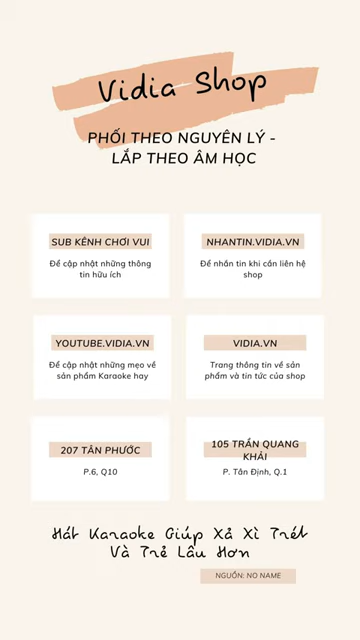 Vidia Shop
PHỐI THEO NGUYÊN LÝ -
LẮP THEO ÂM HỌC
SUB KÊNH CHƠI VUI
Để cập nhật những thông
tin hữu ích
NHANTIN.VIDIA.VN
Để nhắn tin khi cần liên hệ
shop
YOUTUBE.VIDIA.VN
Để cập nhật những mẹo về
sản phẩm Karaoke hay
VIDIA.VN
Trang thông tin về sản
phẩm và tin tức của shop
207 TÂN PHƯỚC
P.6, Q10
105 TRẦN QUANG
KHẢI
P. Tân Định, Q.1
Hát Karaoke Giúp Xả Xì Trét
Và Trẻ Lâu Hơn
NGUỒN: NO NAME